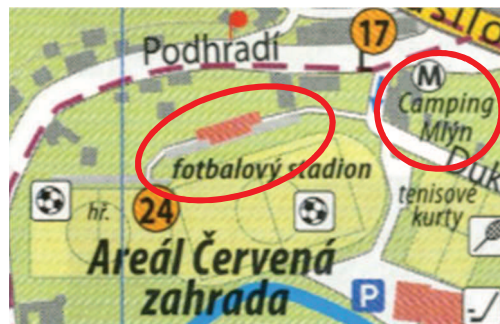 Podhradí
17
M
Camping
Mlýn
fotbalový stadion
hř.
24
tenisové
kurty
Areál Červená
zahrada
P